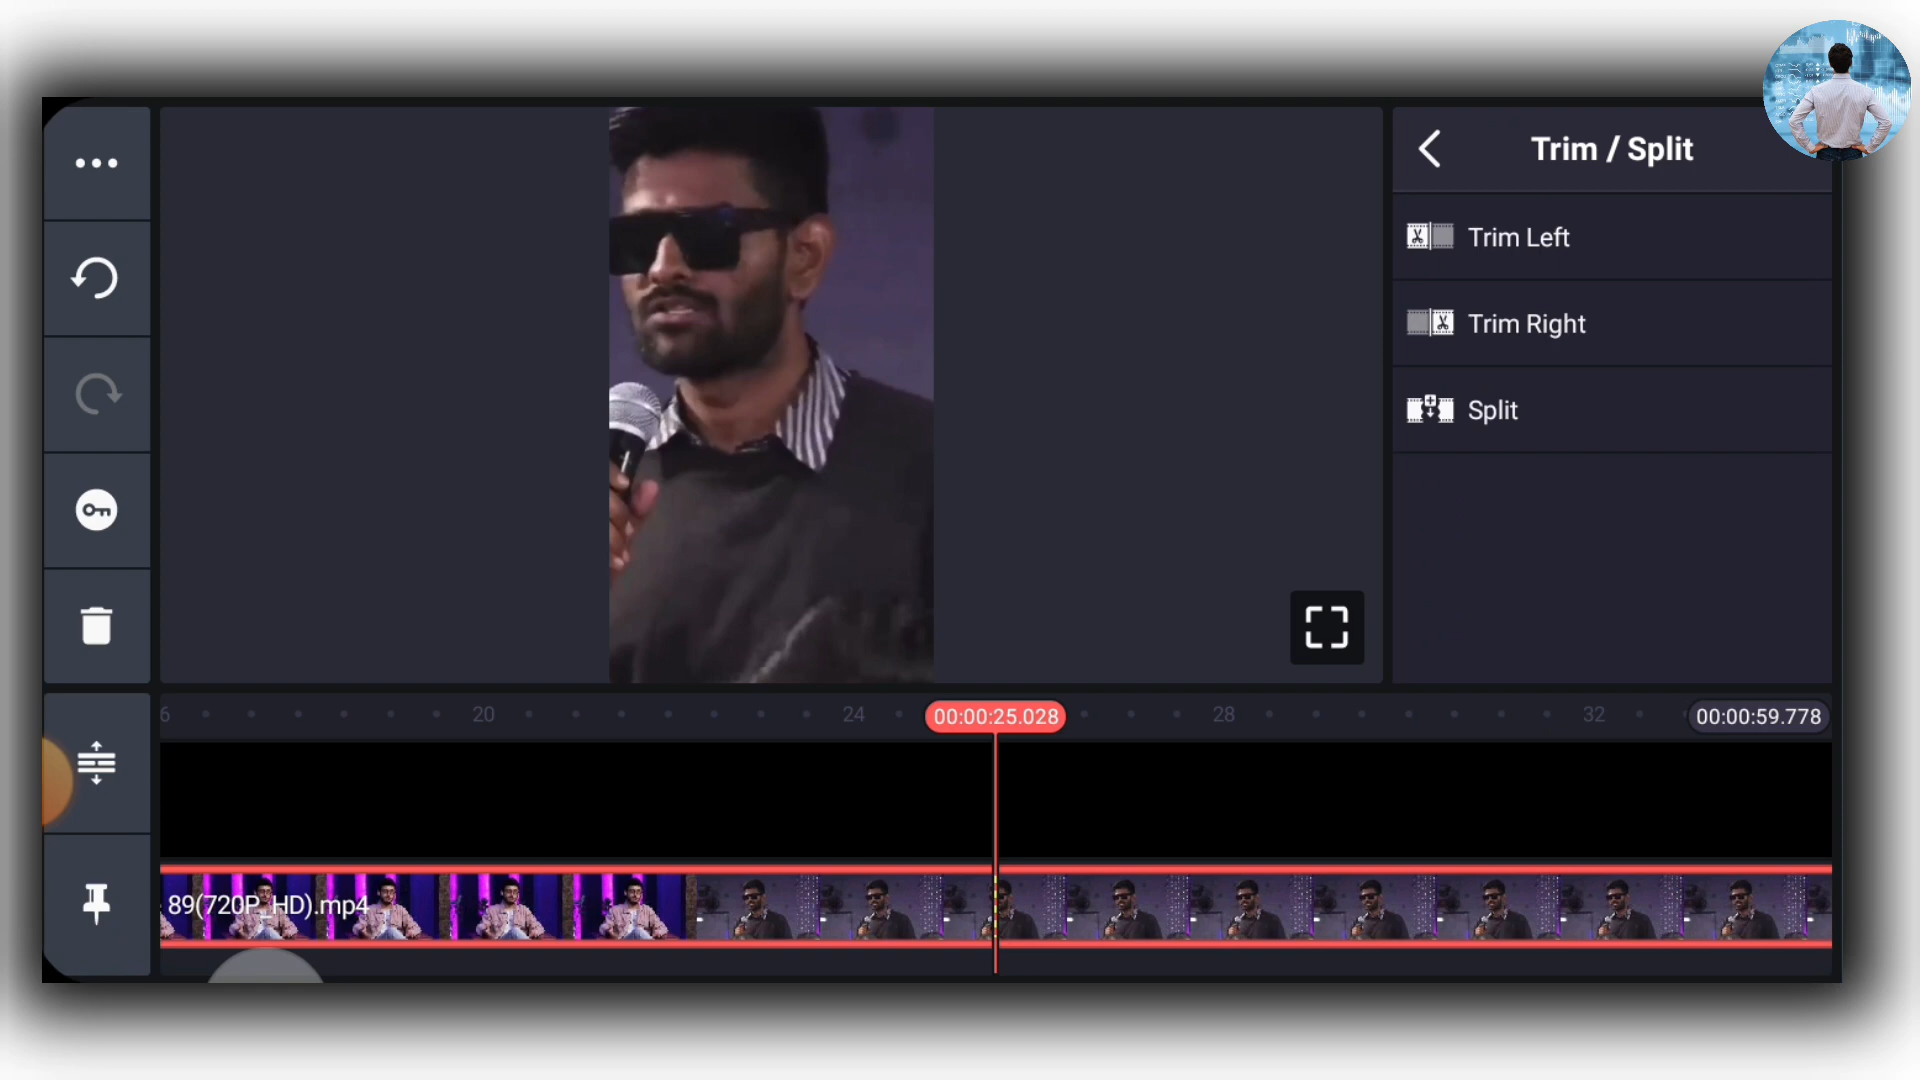 Trim / Split
Trim Left
Trim Right
Split
6
20
24
00:00:25.028
28
32
00:00:59.778
89(720P_HD).mp4